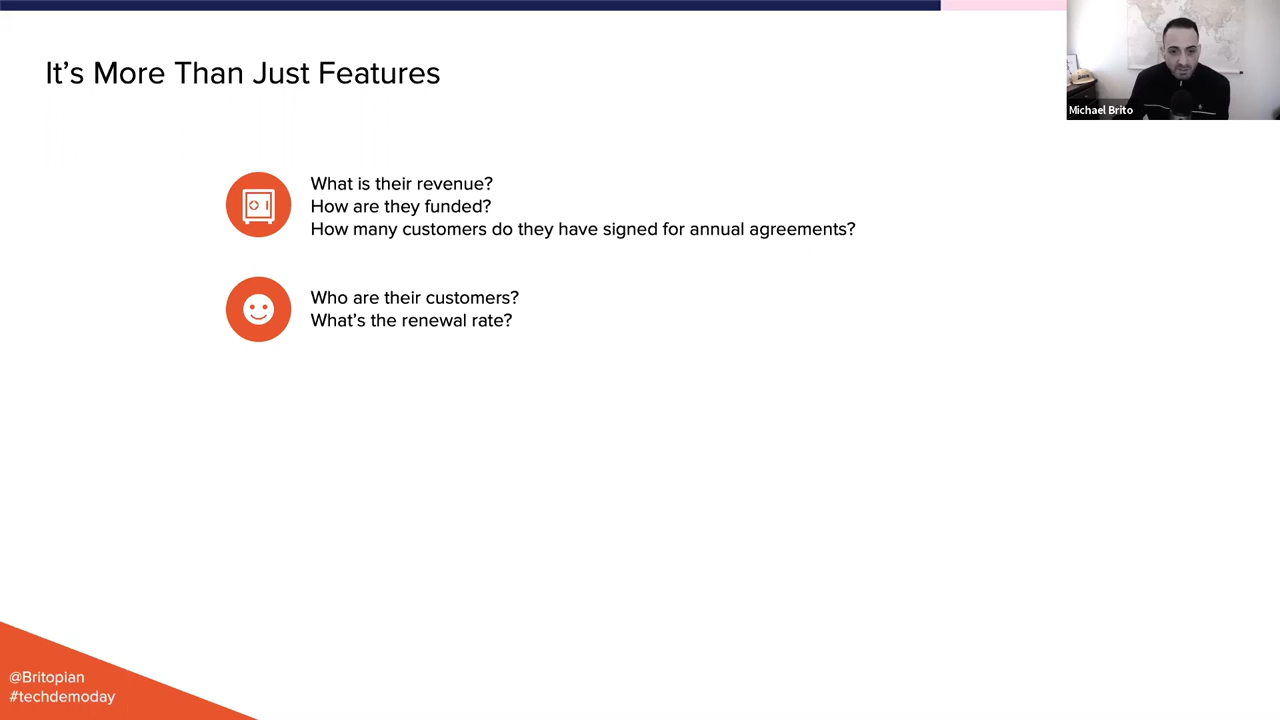 It's More Than Just Features
Michael Brito
What is their revenue?
How are they funded?
How many customers do they have signed for annual agreements?
Who are their customers?
What's the renewal rate?
@Britopian
#techdemoday